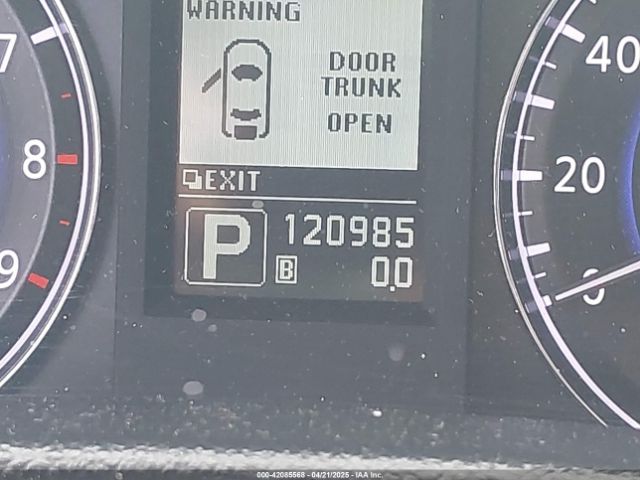 WARNING
DOOR
TRUNK
OPEN
EXIT
P
120985
B
0.0
7
8
9
40
20
0
000-42085568 - 04/21/2025 - IAA Inc.